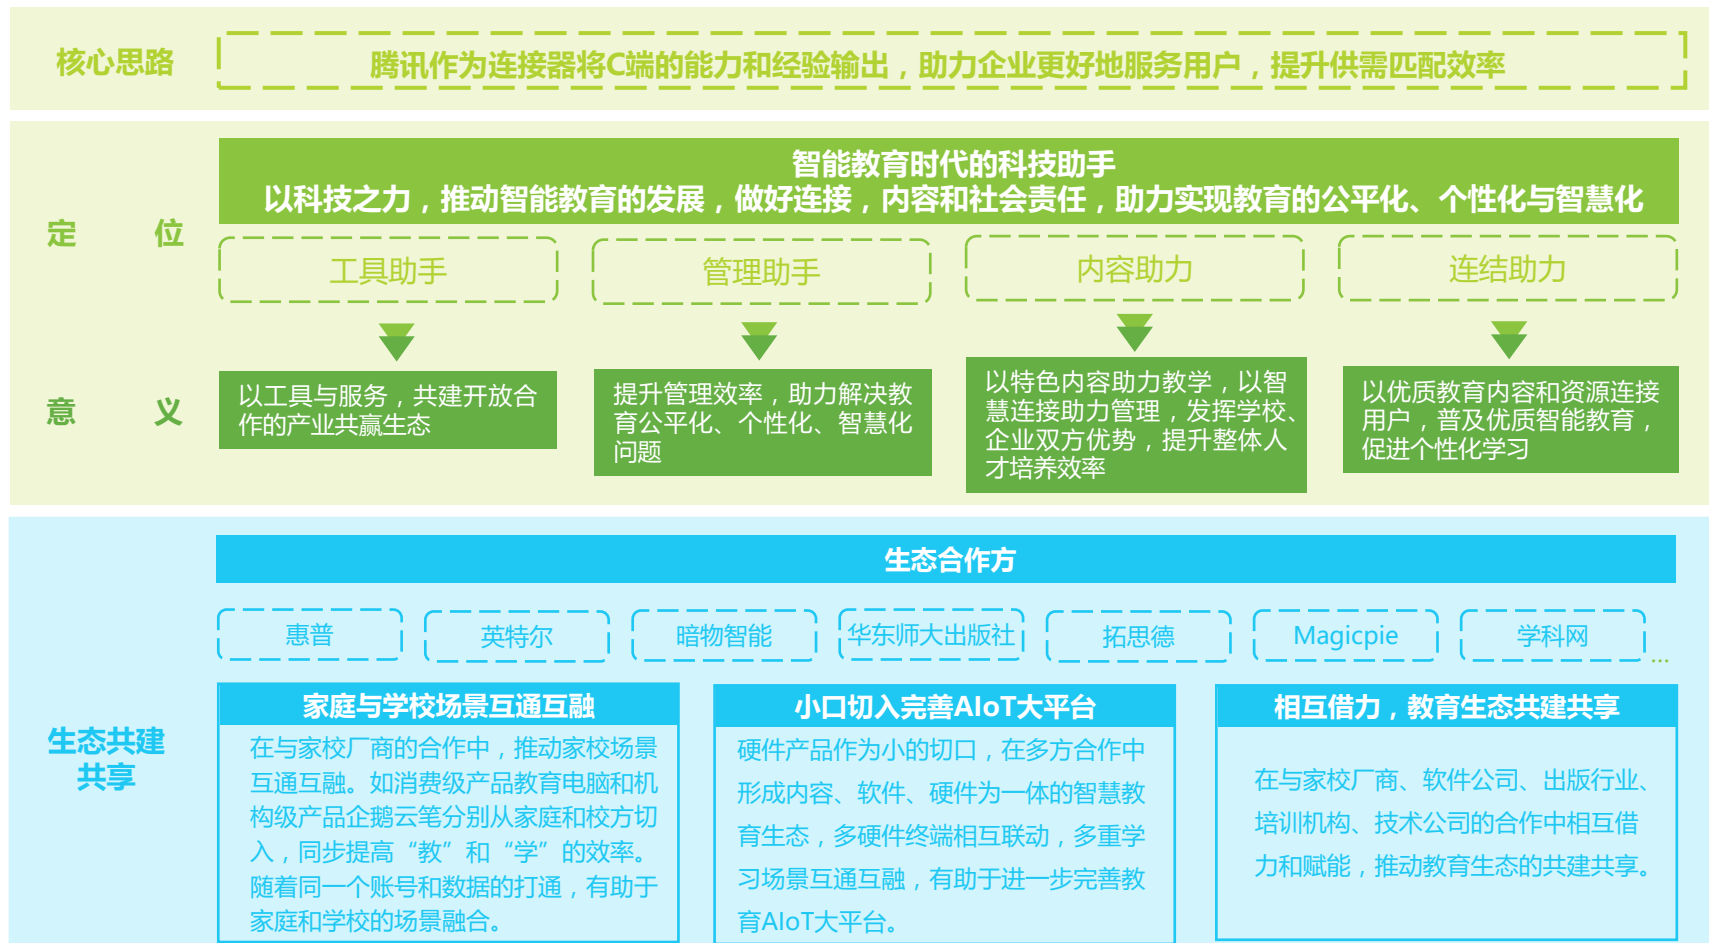 核心思路
腾讯作为连接器将C端的能力和经验输出，助力企业更好地服务用户，提升供需匹配效率
智能教育时代的科技助手
以科技之力，推动智能教育的发展，做好连接，内容和社会责任，助力实现教育的公平化、个性化与智慧化
定 位
工具助手
管理助手
内容助力
连结助力
意 义
以工具与服务，共建开放合
作的产业共赢生态
提升管理效率，助力解决教
育公平化、个性化、智慧化
问题
以特色内容助力教学，以智
慧连接助力管理，发挥学校、
企业双方优势，提升整体人
才培养效率
以优质教育内容和资源连接
用户，普及优质智能教育，
促进个性化学习
生态合作方
惠普
英特尔
暗物智能
华东师大出版社
拓思德
Magicpie
学科网
...
生态共建
共享
家庭与学校场景互通互融
在与家校厂商的合作中，推动家校场景
互通互融。如消费级产品教育电脑和机
构级产品企鹅云笔分别从家庭和校方切
入，同步提高“教”和“学”的效率。
随着同一个账号和数据的打通，有助于
家庭和学校的场景融合。
小口切入完善AIoT大平台
硬件产品作为小的切口，在多方合作中
形成内容、软件、硬件为一体的智慧教
育生态，多硬件终端相互联动，多重学
习场景互通互融，有助于进一步完善教
育AIoT大平台。
相互借力，教育生态共建共享
在与家校厂商、软件公司、出版行业、
培训机构、技术公司的合作中相互借
力和赋能，推动教育生态的共建共享。